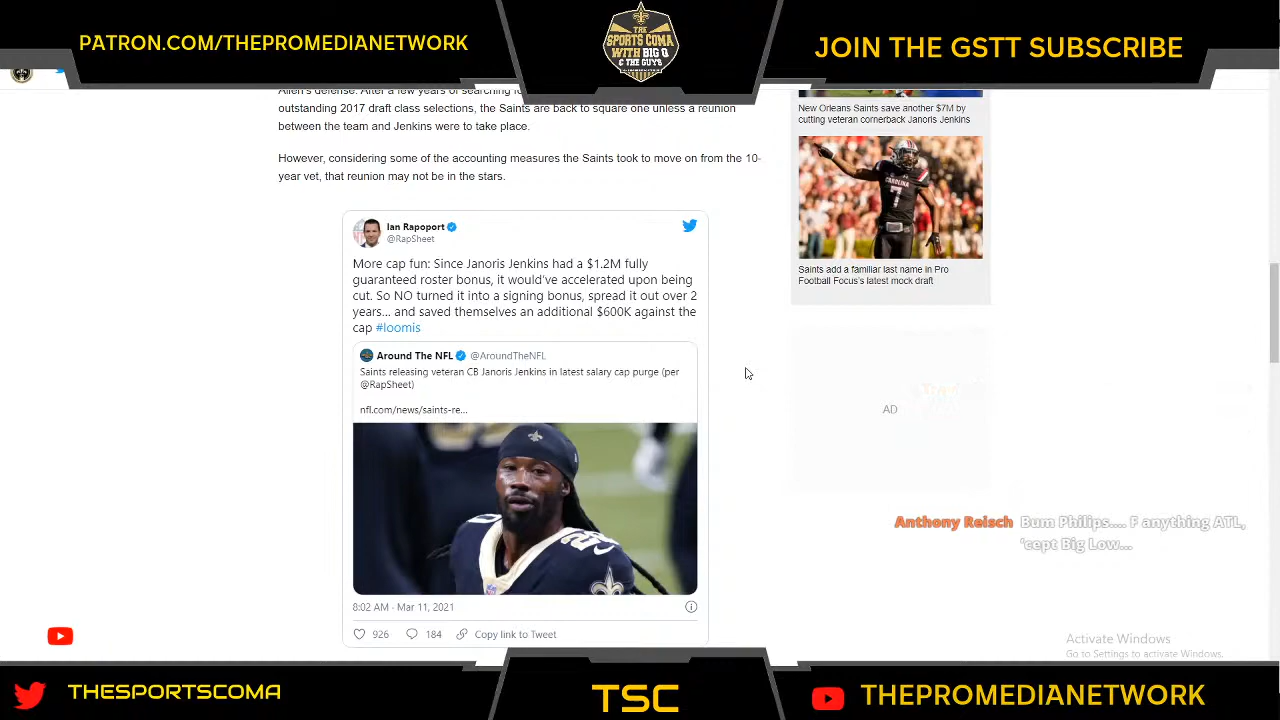 PATRON.COM/THEPROMEDIANETWORK
THE
SPORTS COMA
WITH BIG Q
& THE GUYS
JOIN THE GSTT SUBSCRIBE
Allen's defense. After a few years of searching
outstanding 2017 draft class selections, the Saints are back to square one unless a reunion
between the team and Jenkins were to take place.
However, considering some of the accounting measures the Saints took to move on from the 10-
year vet, that reunion may not be in the stars.
Ian Rapoport
@RapSheet
More cap fun: Since Janoris Jenkins had a $1.2M fully
guaranteed roster bonus, it would've accelerated upon being
cut. So NO turned it into a signing bonus, spread it out over 2
years... and saved themselves an additional $600K against the
cap #loomis
Around The NFL @AroundTheNFL
Saints releasing veteran CB Janoris Jenkins in latest salary cap purge (per
@RapSheet)
nfl.com/news/saints-re...
8:02 AM - Mar 11, 2021
926 184 Copy link to Tweet
New Orleans Saints save another $7M by
cutting veteran cornerback Janoris Jenkins
CAROLINA
7
Saints add a familiar last name in Pro
Football Focus's latest mock draft
AD
Anthony Reisch Bum Philips.... F anything ATL,
'cept Big Low...
Activate Windows
Go to Settings to activate Windows.
THESPORTSCOMA
TSC
THEPROMEDIANETWORK